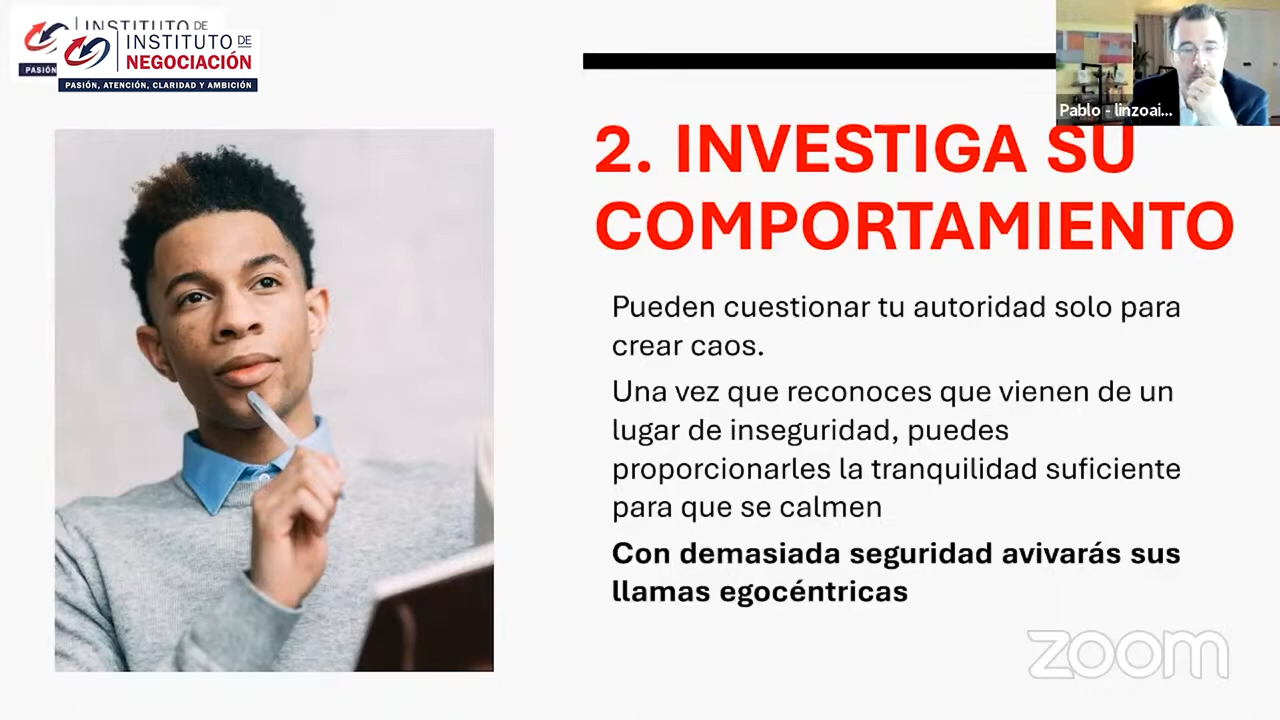 INSTITUTO DE
PASIÓN
INSTITUTO DE
NEGOCIACIÓN
PASIÓN, ATENCIÓN, CLARIDAD Y AMBICIÓN
Pablo - linzoai...
2. INVESTIGA SU
COMPORTAMIENTO
Pueden cuestionar tu autoridad solo para
crear caos.
Una vez que reconoces que vienen de un
lugar de inseguridad, puedes
proporcionarles la tranquilidad suficiente
para que se calmen
Con demasiada seguridad avivarás sus
llamas egocéntricas
zoom